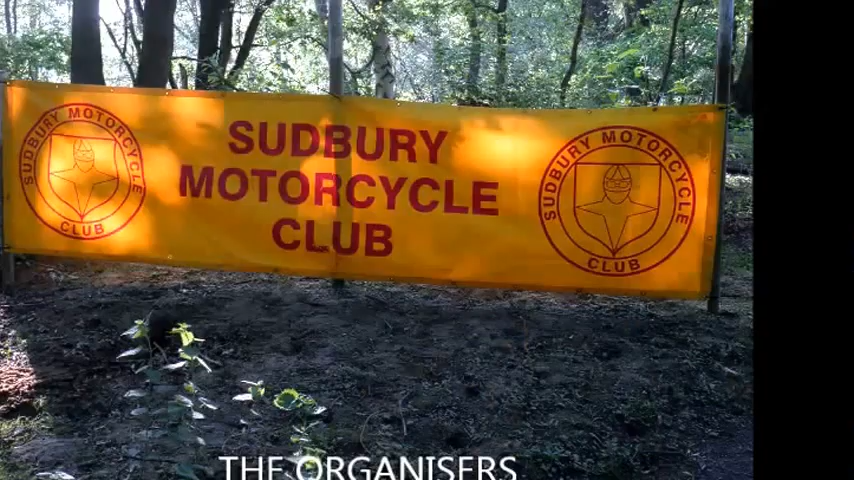 SUDBURY MOTORCYCLE
CLUB
SUDBURY
MOTORCYCLE
CLUB
SUDBURY MOTORCYCLE
CLUB
THE ORGANISERS